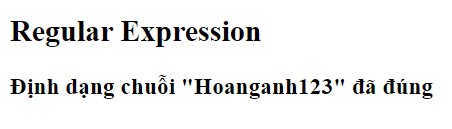 Regular Expression
Định dạng chuỗi "Hoanganh123" đã đúng